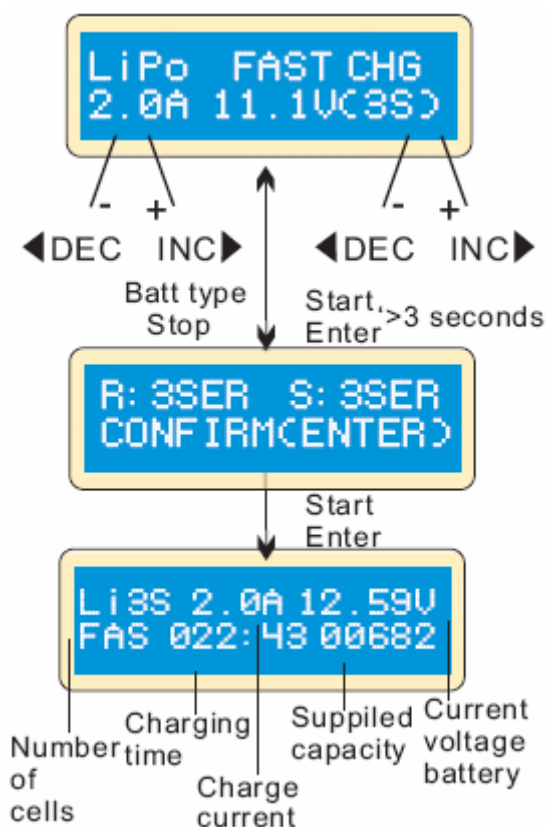 LiPo FAST CHG
2.0A 11.1V(3S)
- + - +
◀DEC INC▶ ◀DEC INC▶
Batt type
Stop
Start
Enter
>3 seconds
R: 3SER S: 3SER
CONFIRM(ENTER)
Start
Enter
Li3S 2.0A 12.59V
FAS 022:43 00682
Number
of
cells
Charging
time
Charge
current
Suppiled
capacity
Current
voltage
battery